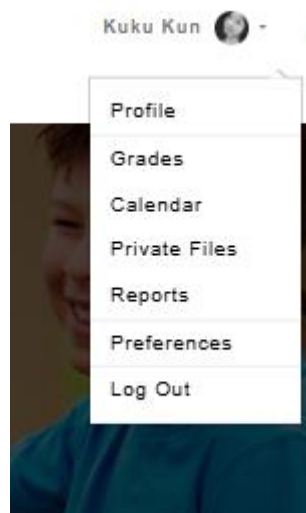 Kuku Kun
Profile
Grades
Calendar
Private Files
Reports
Preferences
Log Out